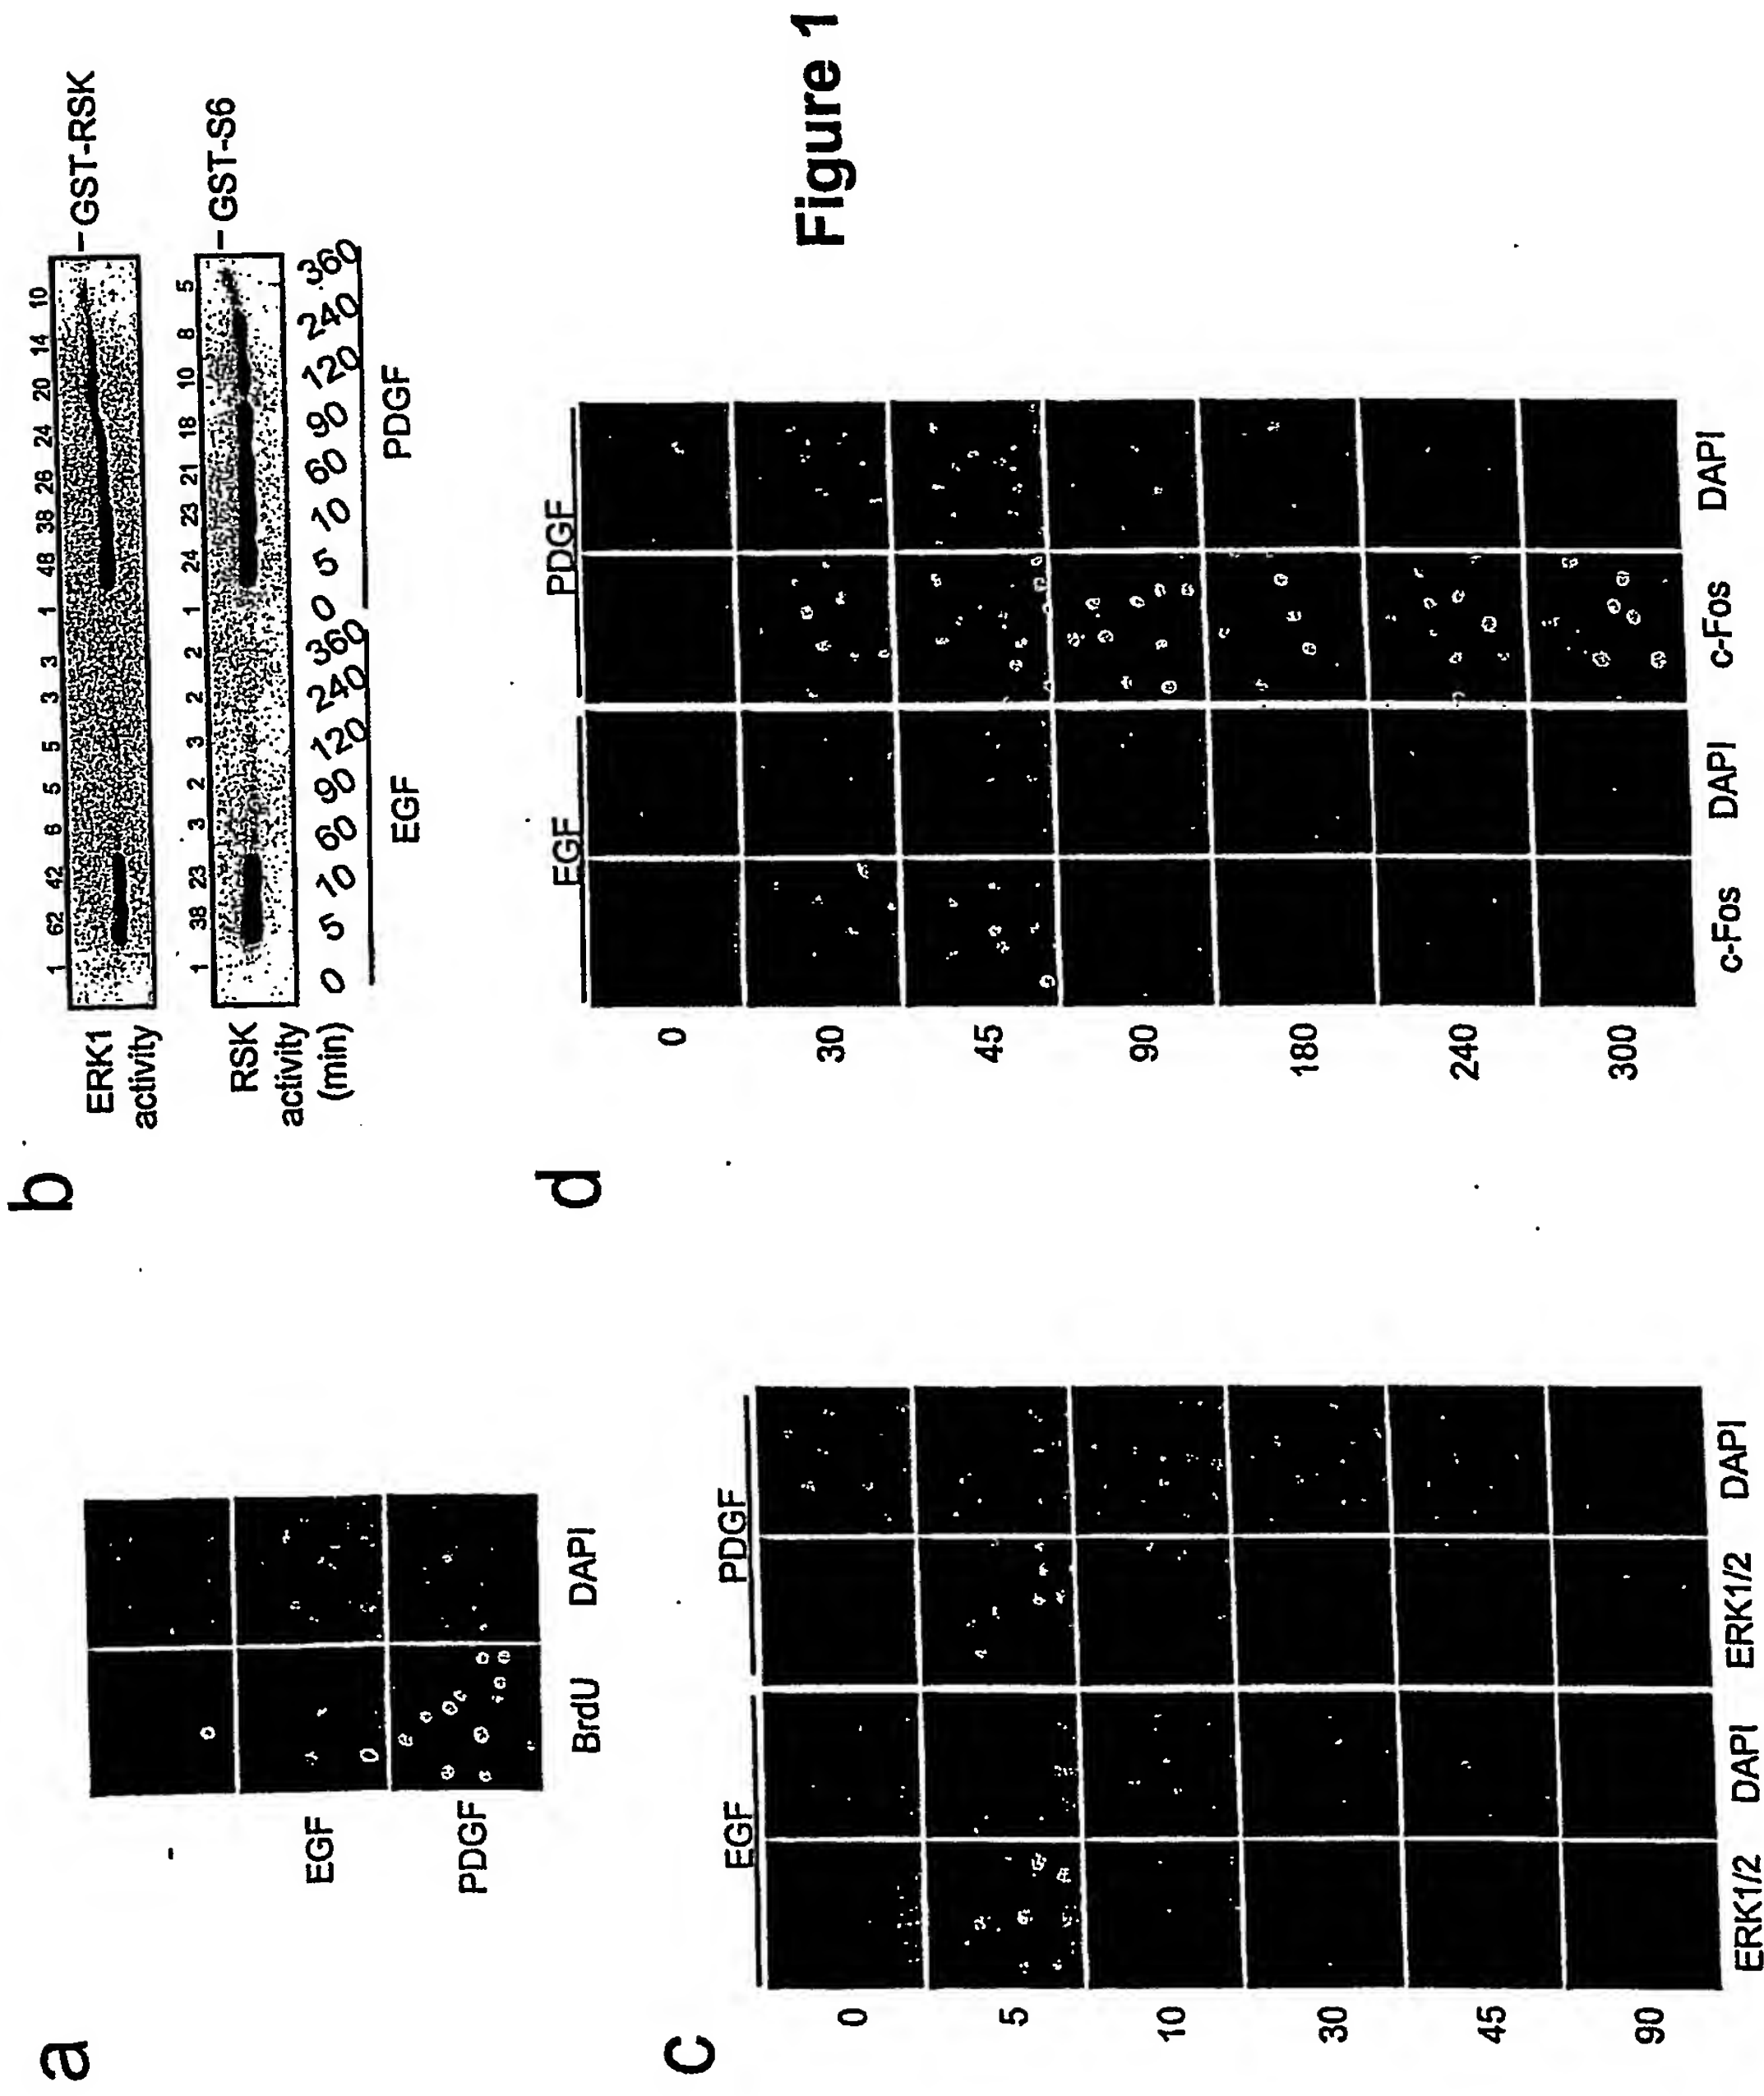 a
-
EGF
PDGF
BrdU DAPI
b
ERK1 activity
1 62 42 6 5 5 3 3 1 48 38 26 24 20 14 10
GST-RSK
RSK activity
1 38 23 3 2 3 2 2 1 24 23 21 18 10 8 5
GST-S6
(min)
0 5 10 60 90 120 240 360 0 5 10 60 90 120 240 360
EGF PDGF
c
EGF PDGF
0
5
10
30
45
90
ERK1/2 DAPI ERK1/2 DAPI
d
EGF PDGF
0
30
45
90
180
240
300
c-Fos DAPI c-Fos DAPI
Figure 1